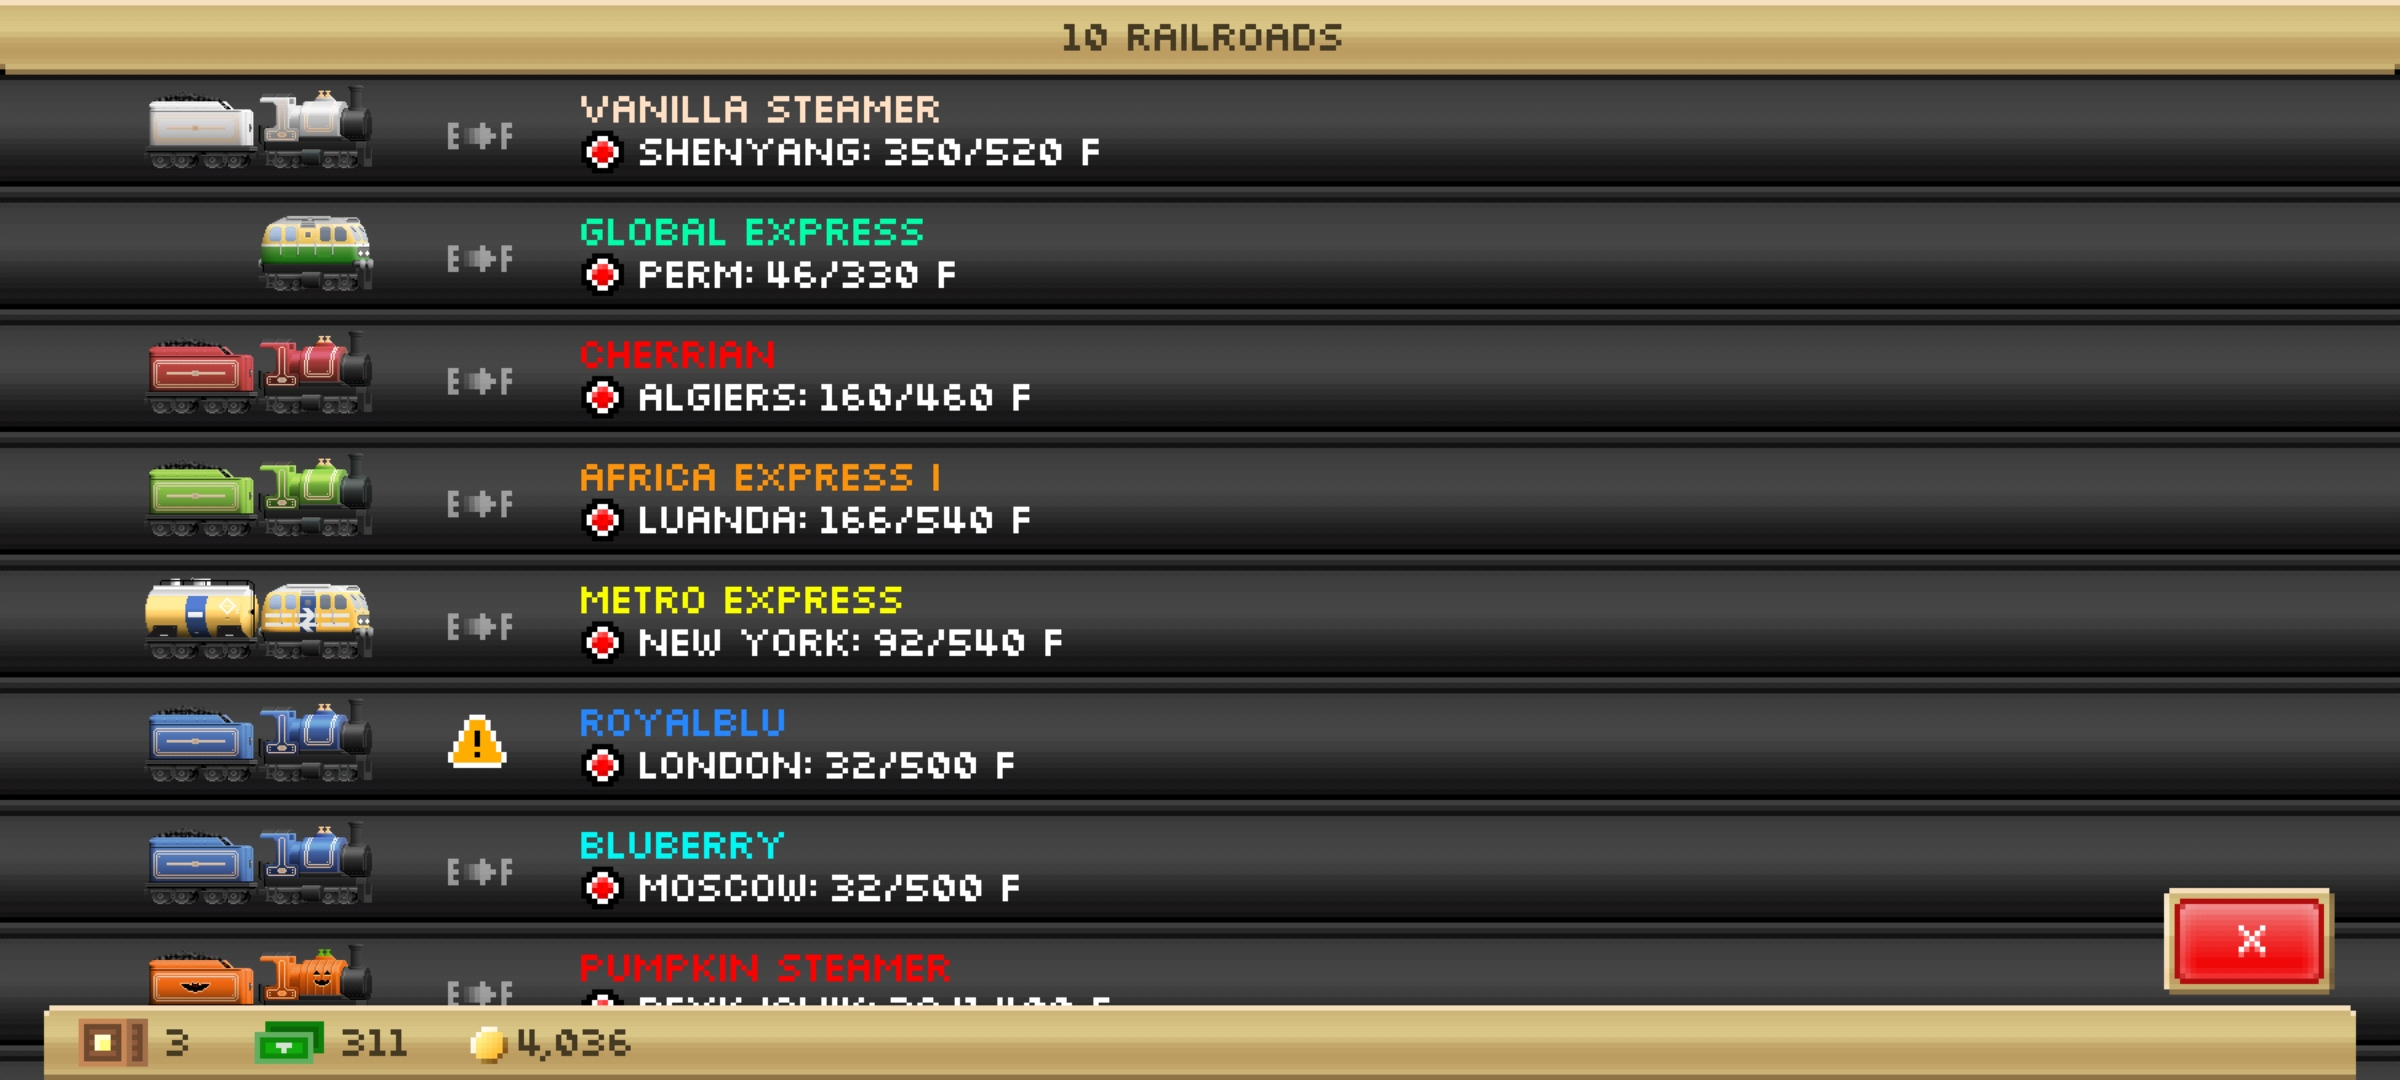 10 RAILROADS
VANILLA STEAMER
E F
SHENYANG: 350/520 F
GLOBAL EXPRESS
E F
PERM: 46/330 F
CHERRIAN
E F
ALGIERS: 160/460 F
AFRICA EXPRESS I
E F
LUANDA: 166/540 F
METRO EXPRESS
E F
NEW YORK: 92/540 F
ROYALBLU
!
LONDON: 32/500 F
BLUBERRY
E F
MOSCOW: 32/500 F
PUMPKIN STEAMER
E F
X
3 311 4,036